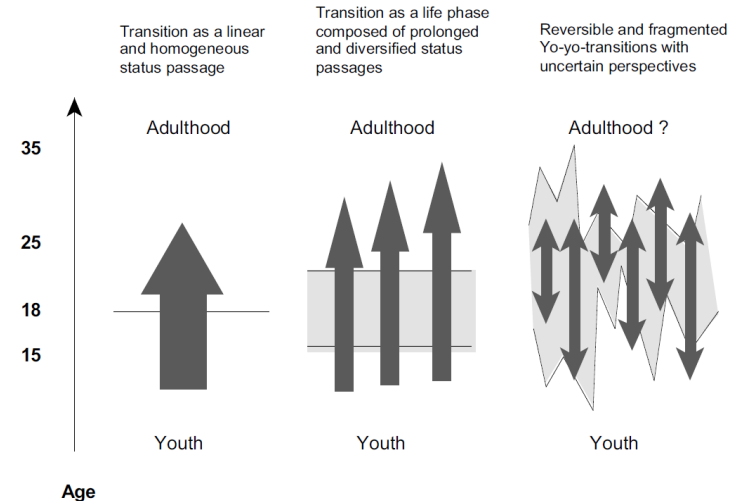 Transition as a linear
and homogeneous
status passage
Transition as a life phase
composed of prolonged
and diversified status
passages
Reversible and fragmented
Yo-yo-transitions with
uncertain perspectives
Adulthood
Adulthood
Adulthood ?
35
25
18
15
Youth
Youth
Youth
Age